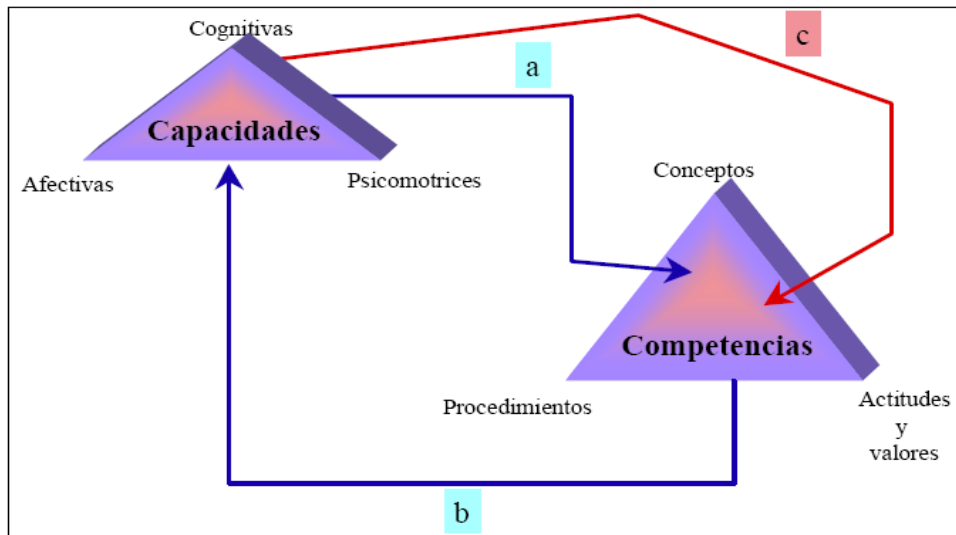 Cognitivas
c
a
Capacidades
Afectivas
Psicomotrices
Conceptos
Competencias
Procedimientos
Actitudes
y
valores
b